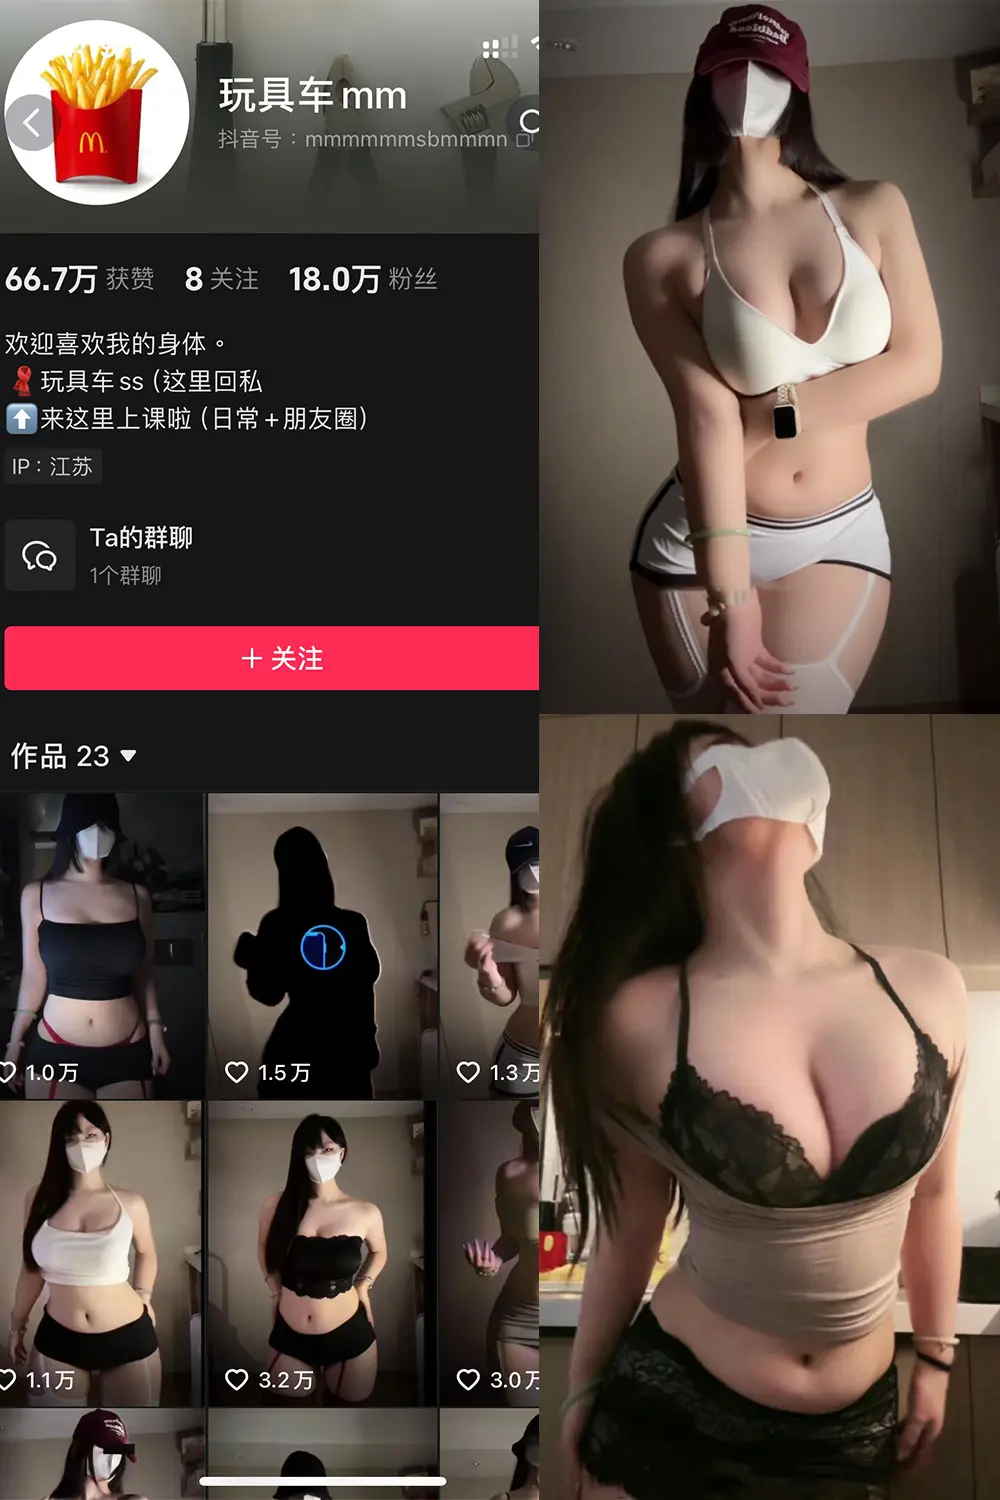 玩具车mm
抖音号：mmmmmmsbmmmn
66.7万 获赞 8 关注 18.0万 粉丝
欢迎喜欢我的身体。
玩具车ss (这里回私
来这里上课啦 (日常+朋友圈)
IP：江苏
Ta的群聊
1个群聊
+ 关注
作品 23
1.0万
1.5万
1.3万
1.1万
3.2万
3.0万